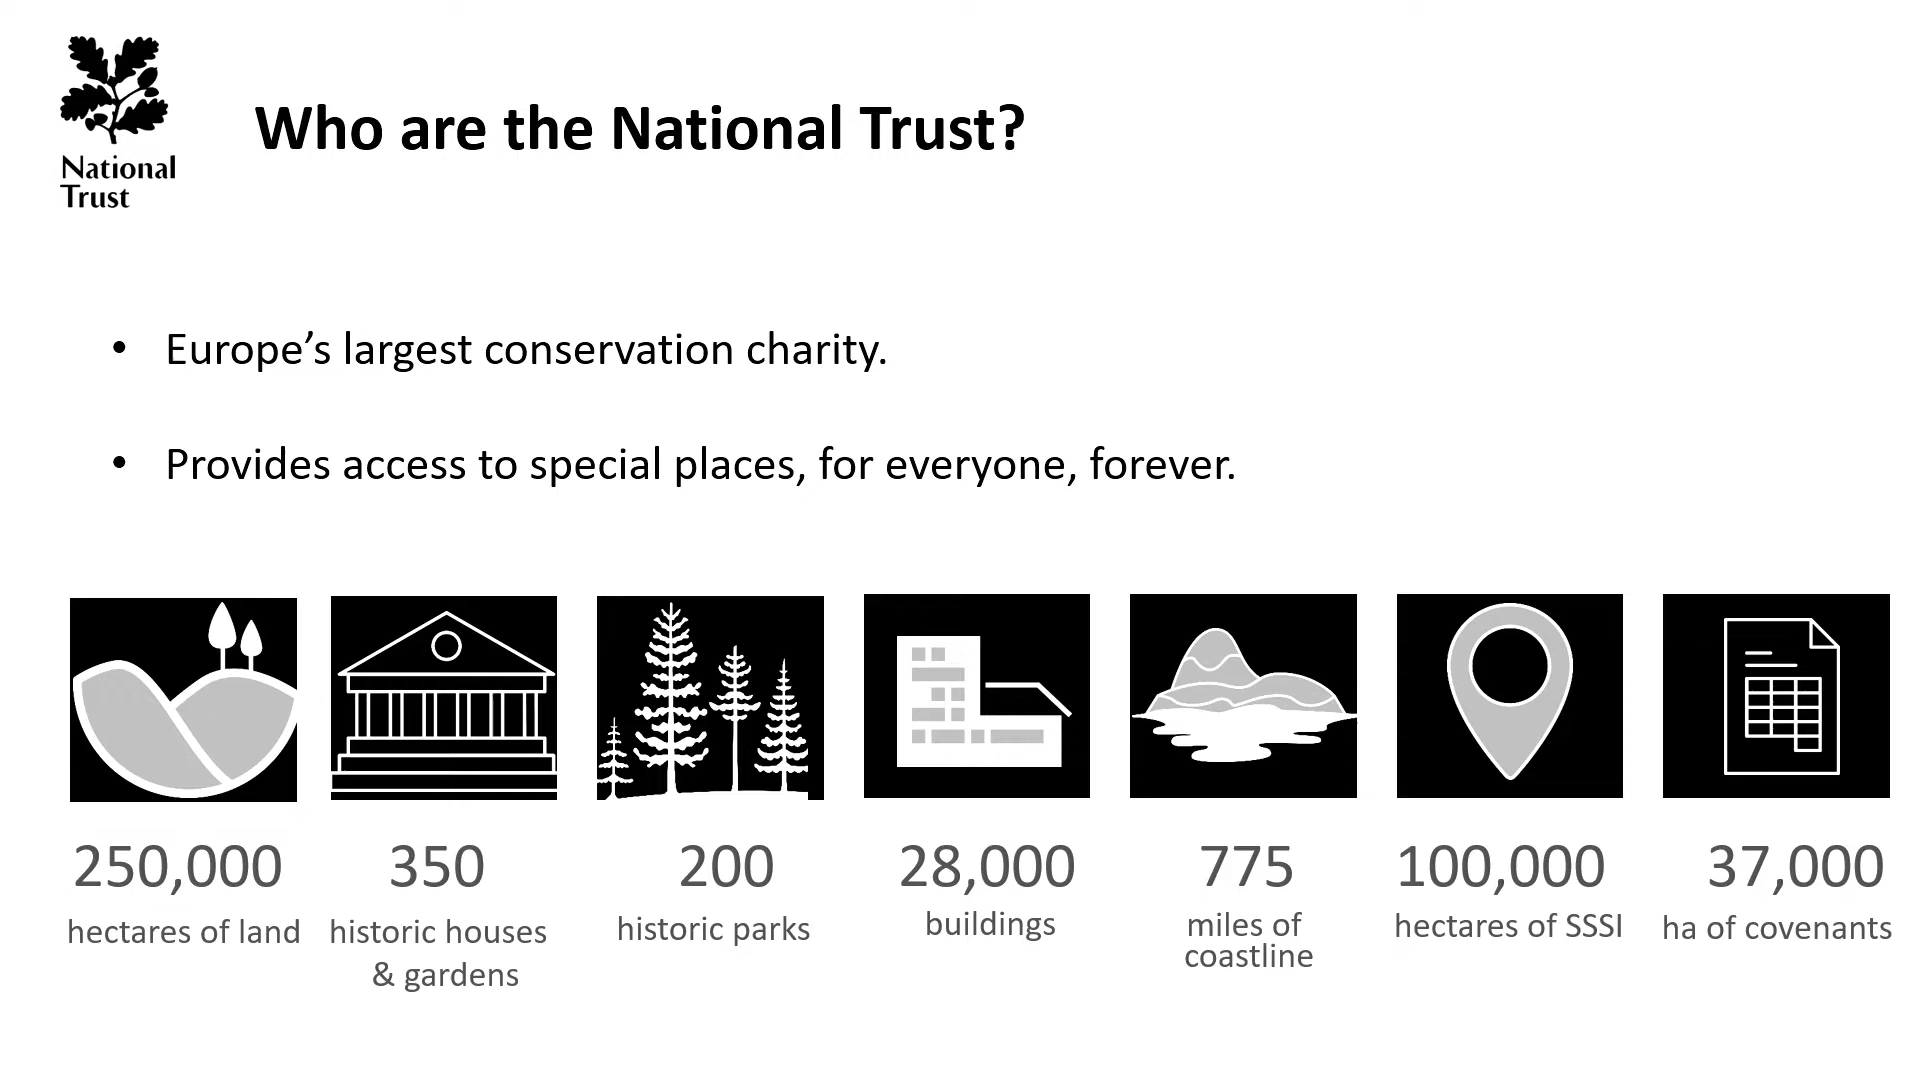 National
Trust
Who are the National Trust?
• Europe’s largest conservation charity.
• Provides access to special places, for everyone, forever.
250,000
hectares of land
350
historic houses
& gardens
200
historic parks
28,000
buildings
775
miles of
coastline
100,000
hectares of SSSI
37,000
ha of covenants